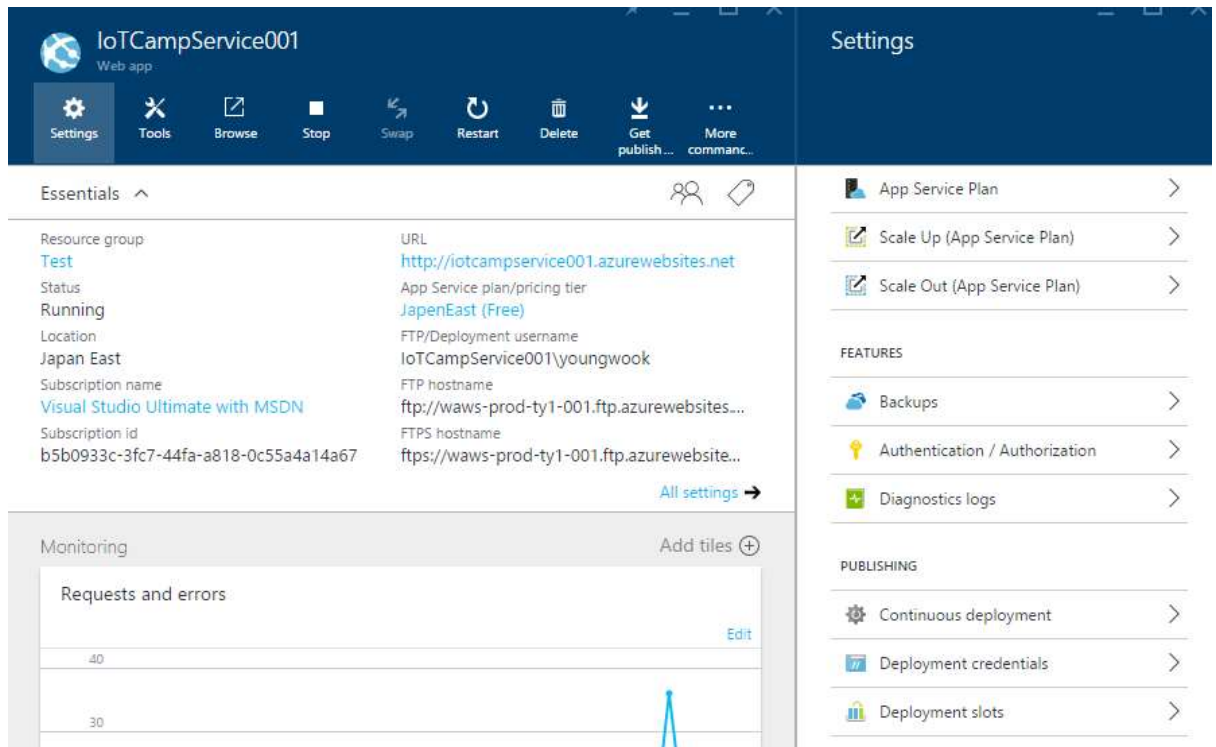 IoTCampService001
Web app
Settings
Tools
Browse
Stop
Swap
Restart
Delete
Get
publish ...
More
commanc...
Essentials
Resource group
Test
Status
Running
Location
Japan East
Subscription name
Visual Studio Ultimate with MSDN
Subscription id
b5b0933c-3fc7-44fa-a818-0c55a4a14a67
URL
http://iotcampservice001.azurewebsites.net
App Service plan/pricing tier
JapenEast (Free)
FTP/Deployment username
IoTCampService001\youngwook
FTP hostname
ftp://waws-prod-ty1-001.ftp.azurewebsites....
FTPS hostname
ftps://waws-prod-ty1-001.ftp.azurewebsite...
All settings
Monitoring
Add tiles
Requests and errors
Edit
40
30
Settings
App Service Plan
Scale Up (App Service Plan)
Scale Out (App Service Plan)
FEATURES
Backups
Authentication / Authorization
Diagnostics logs
PUBLISHING
Continuous deployment
Deployment credentials
Deployment slots